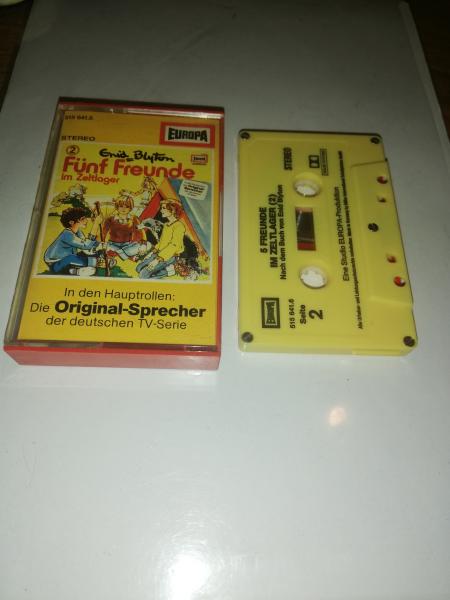 515 641.6
EUROPA
STEREO
2
Enid Blyton
Fünf Freunde
im Zeltlager
In den Hauptrollen:
Die Original-Sprecher
der deutschen TV-Serie
5 FREUNDE
IM ZELTLAGER (2)
Nach dem Buch von Enid Blyton
STEREO
EUROPA
515 641.6
Seite
2
Eine Studio EUROPA-Produktion